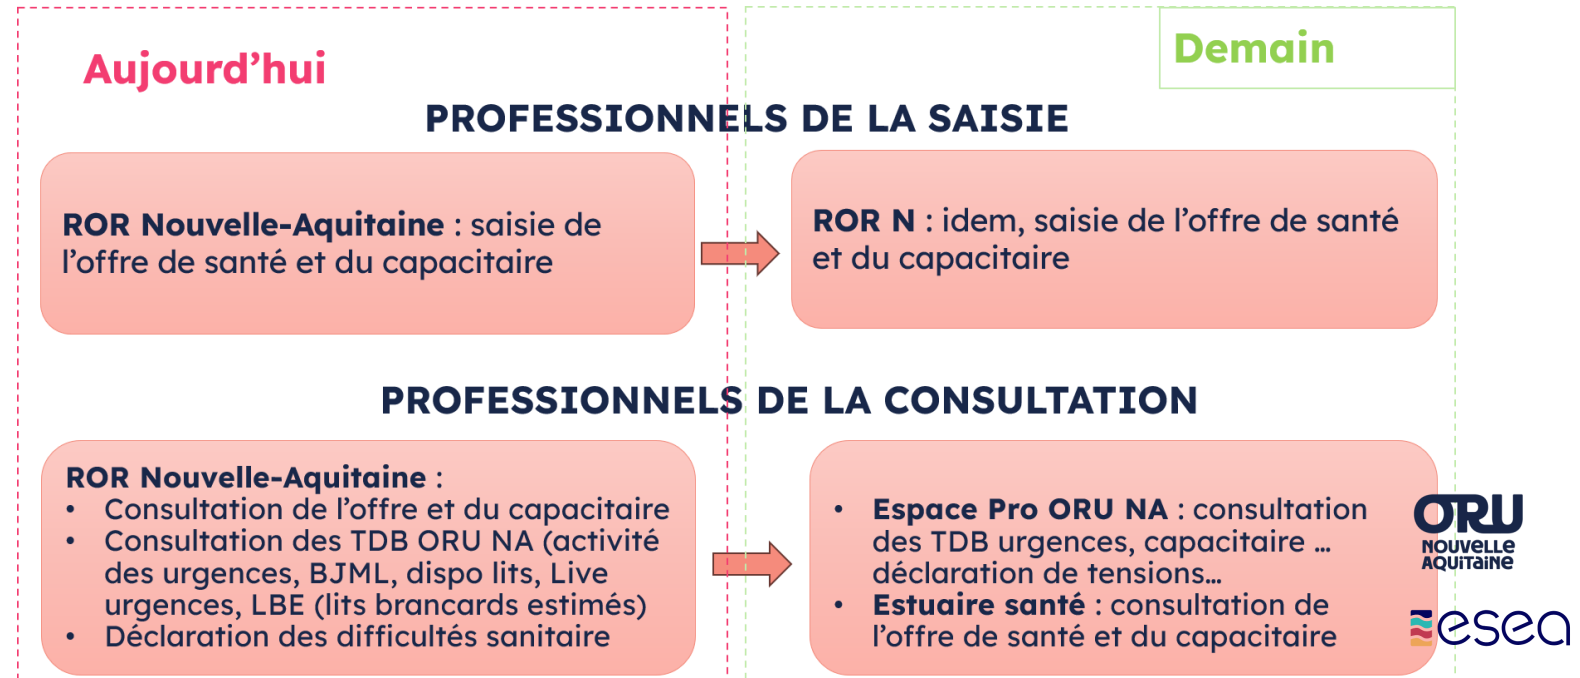 Aujourd’hui
Demain
PROFESSIONNELS DE LA SAISIE
ROR Nouvelle-Aquitaine : saisie de
l’offre de santé et du capacitaire
ROR N : idem, saisie de l’offre de santé
et du capacitaire
PROFESSIONNELS DE LA CONSULTATION
ROR Nouvelle-Aquitaine :
• Consultation de l’offre et du capacitaire
• Consultation des TDB ORU NA (activité
des urgences, BJML, dispo lits, Live
urgences, LBE (lits brancards estimés)
• Déclaration des difficultés sanitaire
• Espace Pro ORU NA : consultation
des TDB urgences, capacitaire ...
déclaration de tensions...
• Estuaire santé : consultation de
l’offre de santé et du capacitaire
ORU
NOUVELLE
AQUITAINE
esea